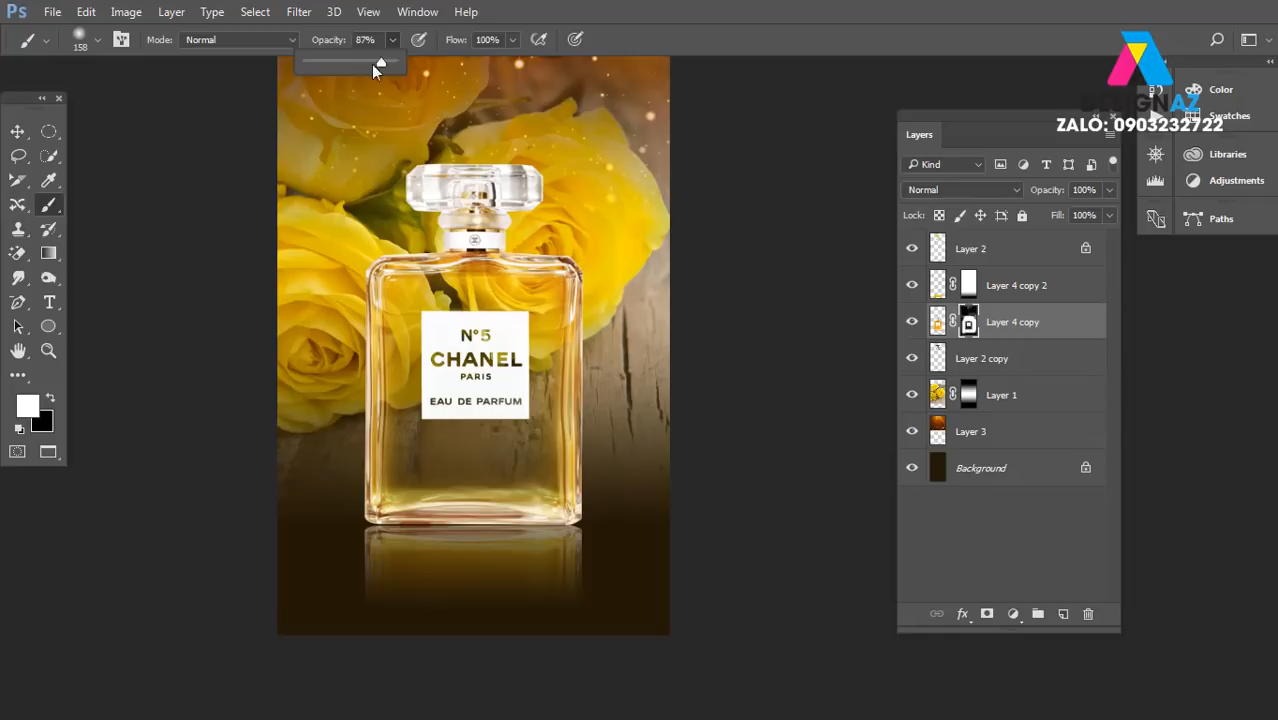 Ps File Edit Image Layer Type Select Filter 3D View Window Help
158 Mode: Normal Opacity: 87% Flow: 100%
DESIGN AZ
ZALO: 0903232722
Color
Swatches
Libraries
Adjustments
Paths
Layers
Kind
Normal Opacity: 100%
Lock: Fill: 100%
Layer 2
Layer 4 copy 2
Layer 4 copy
Layer 2 copy
Layer 1
Layer 3
Background
N°5
CHANEL
PARIS
EAU DE PARFUM